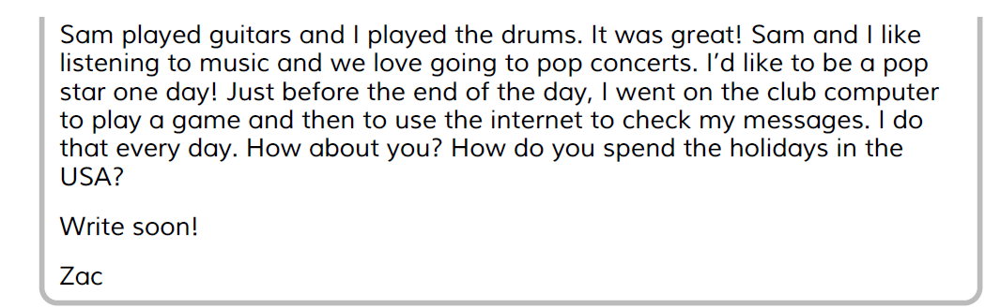 Sam played guitars and I played the drums. It was great! Sam and I like
listening to music and we love going to pop concerts. I’d like to be a pop
star one day! Just before the end of the day, I went on the club computer
to play a game and then to use the internet to check my messages. I do
that every day. How about you? How do you spend the holidays in the
USA?
Write soon!
Zac